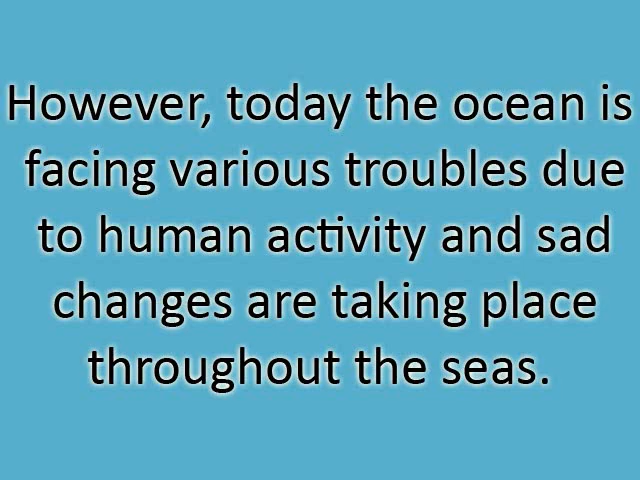 However, today the ocean is
facing various troubles due
to human activity and sad
changes are taking place
throughout the seas.